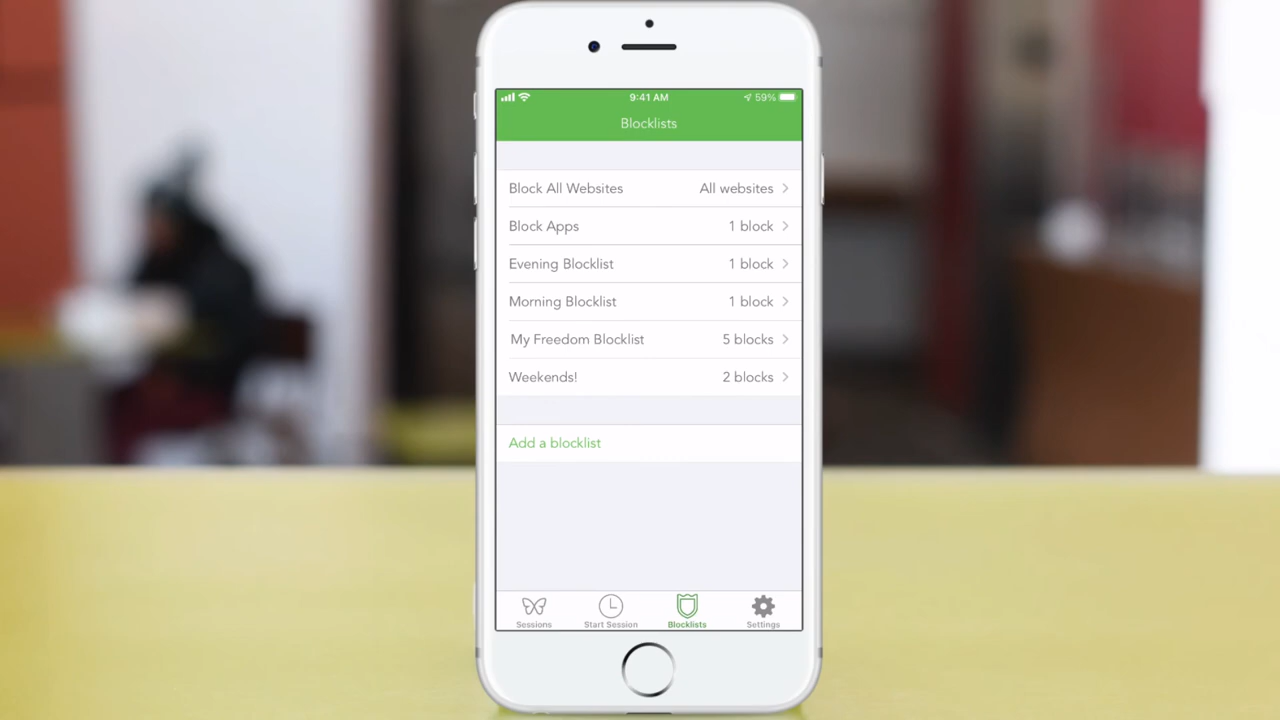 9:41 AM 59%
Blocklists
Block All Websites All websites
Block Apps 1 block
Evening Blocklist 1 block
Morning Blocklist 1 block
My Freedom Blocklist 5 blocks
Weekends! 2 blocks
Add a blocklist
Sessions Start Session Blocklists Settings